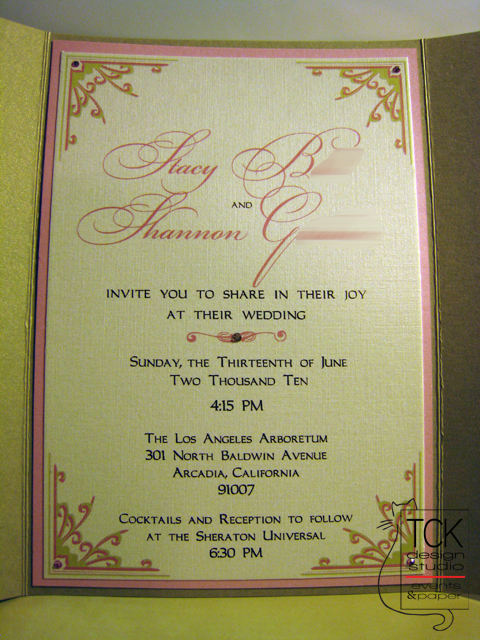 Stacy B
AND
Shannon G
INVITE YOU TO SHARE IN THEIR JOY
AT THEIR WEDDING
SUNDAY, THE THIRTEENTH OF JUNE
TWO THOUSAND TEN
4:15 PM
THE LOS ANGELES ARBORETUM
301 NORTH BALDWIN AVENUE
ARCADIA, CALIFORNIA
91007
COCKTAILS AND RECEPTION TO FOLLOW
AT THE SHERATON UNIVERSAL
6:30 PM
TCK
design
studio
events
&paper